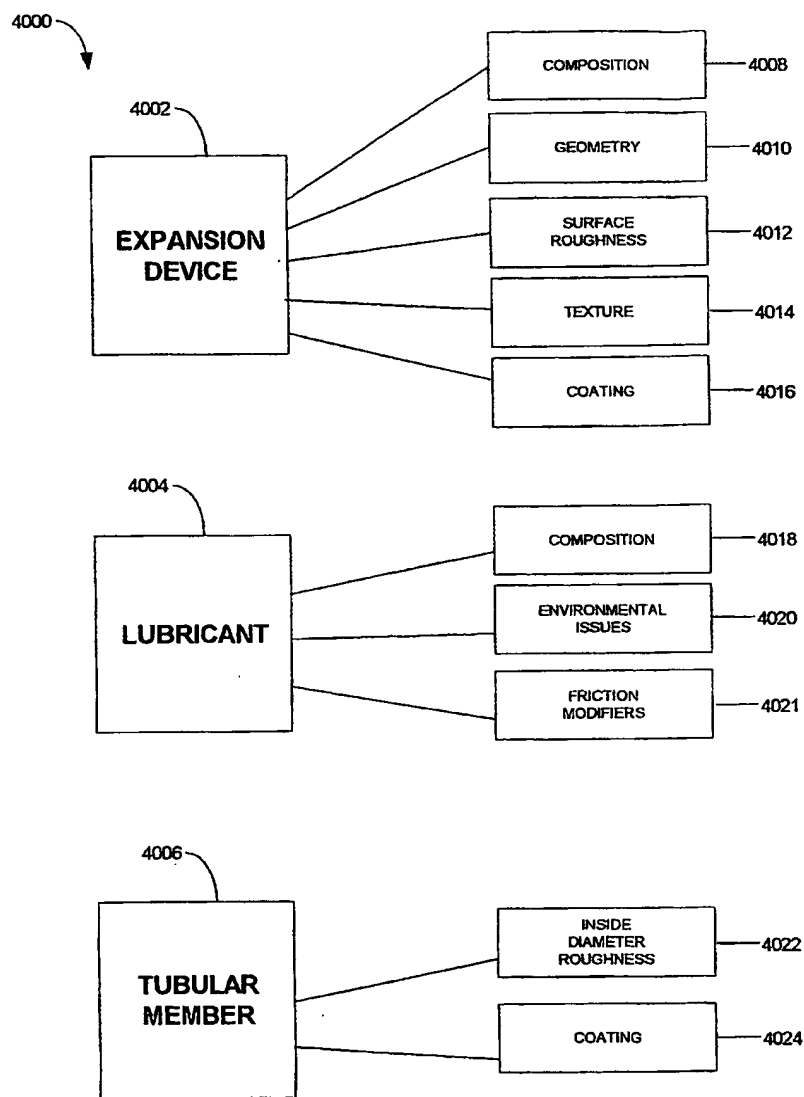 4000
4002
EXPANSION
DEVICE
COMPOSITION
4008
GEOMETRY
4010
SURFACE
ROUGHNESS
4012
TEXTURE
4014
COATING
4016
4004
LUBRICANT
COMPOSITION
4018
ENVIRONMENTAL
ISSUES
4020
FRICTION
MODIFIERS
4021
4006
TUBULAR
MEMBER
INSIDE
DIAMETER
ROUGHNESS
4022
COATING
4024